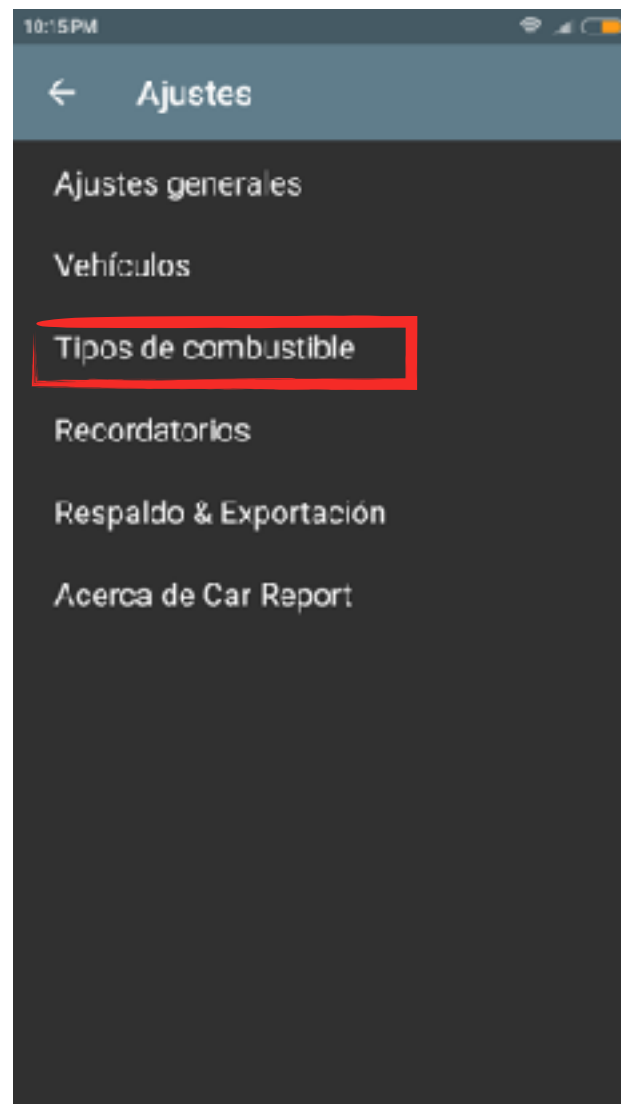 10:15 PM
Ajustes
Ajustes generales
Vehículos
Tipos de combustible
Recordatorios
Respaldo & Exportación
Acerca de Car Report